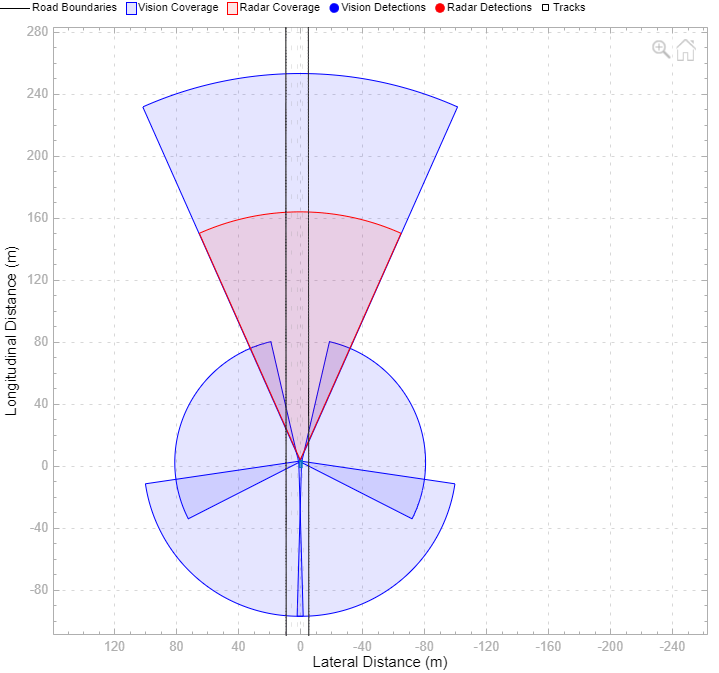 Road Boundaries Vision Coverage Radar Coverage Vision Detections Radar Detections Tracks
280
240
200
160
120
80
40
0
-40
-80
Longitudinal Distance (m)
120 80 40 0 -40 -80 -120 -160 -200 -240
Lateral Distance (m)